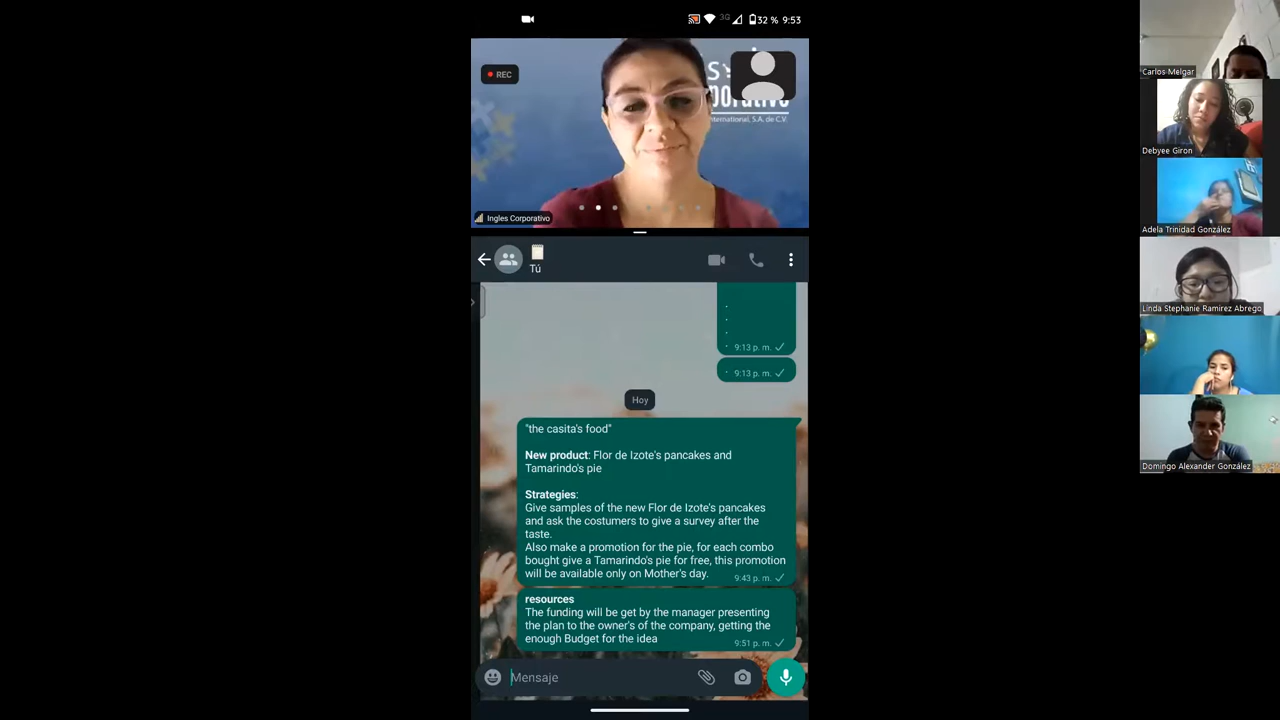 3G 32 % 9:53
REC
S
porativo
nternational, S.A. de C.V.
Ingles Corporativo
Tú
9:13 p. m.
9:13 p. m.
Hoy
"the casita's food"
New product: Flor de Izote's pancakes and
Tamarindo's pie
Strategies:
Give samples of the new Flor de Izote's pancakes
and ask the costumers to give a survey after the
taste.
Also make a promotion for the pie, for each combo
bought give a Tamarindo's pie for free, this promotion
will be available only on Mother's day.
9:43 p. m.
resources
The funding will be get by the manager presenting
the plan to the owner's of the company, getting the
enough Budget for the idea
9:51 p. m.
Mensaje
Carlos Melgar
Debyee Giron
Adela Trinidad González
Linda Stephanie Ramirez Abrego
Domingo Alexander González